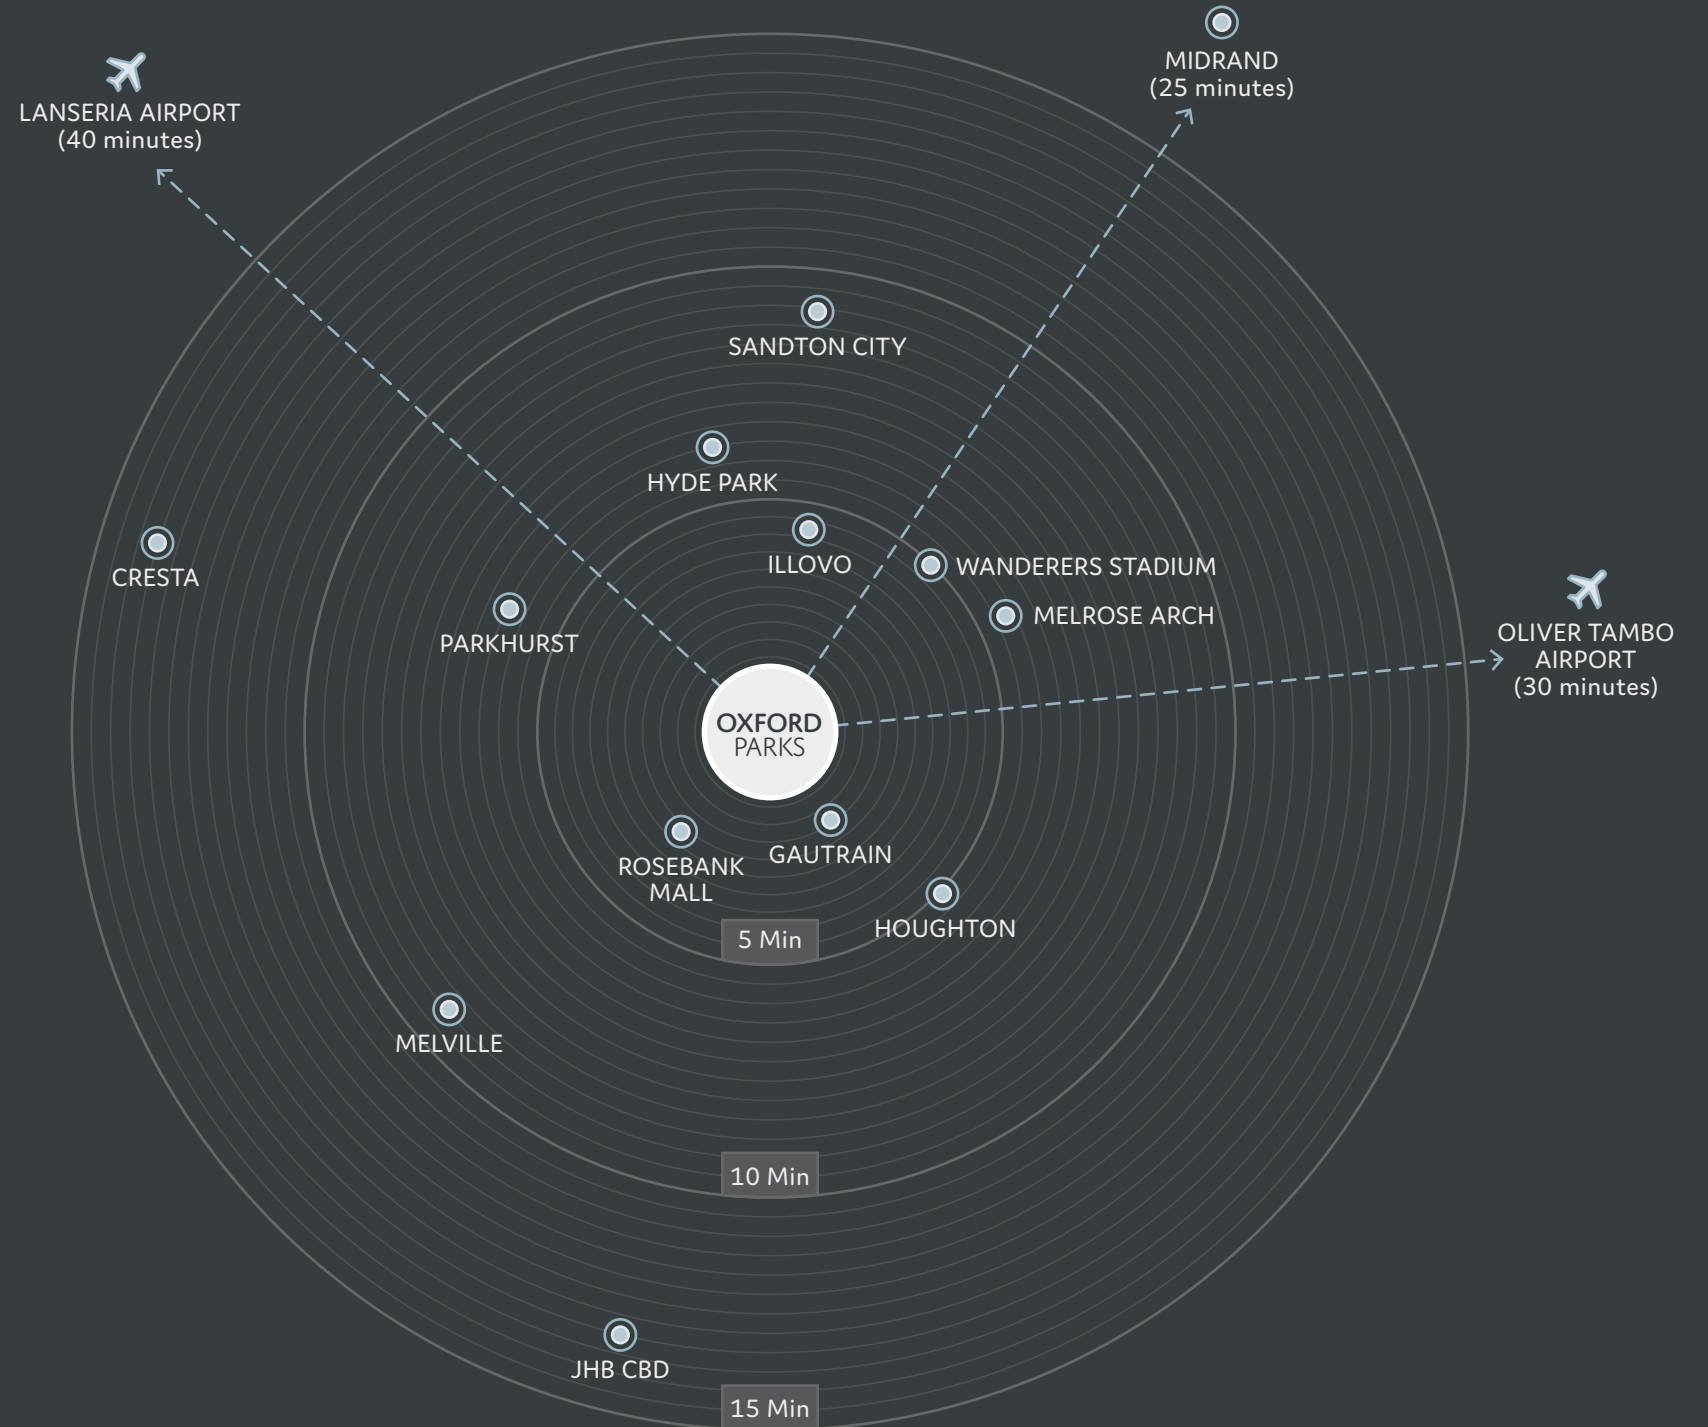 MIDRAND
(25 minutes)
LANSERIA AIRPORT
(40 minutes)
SANDTON CITY
HYDE PARK
ILLOVO
WANDERERS STADIUM
CRESTA
MELROSE ARCH
PARKHURST
OLIVER TAMBO
AIRPORT
(30 minutes)
OXFORD
PARKS
GAUTRAIN
ROSEBANK
MALL
HOUGHTON
5 Min
MELVILLE
10 Min
JHB CBD
15 Min